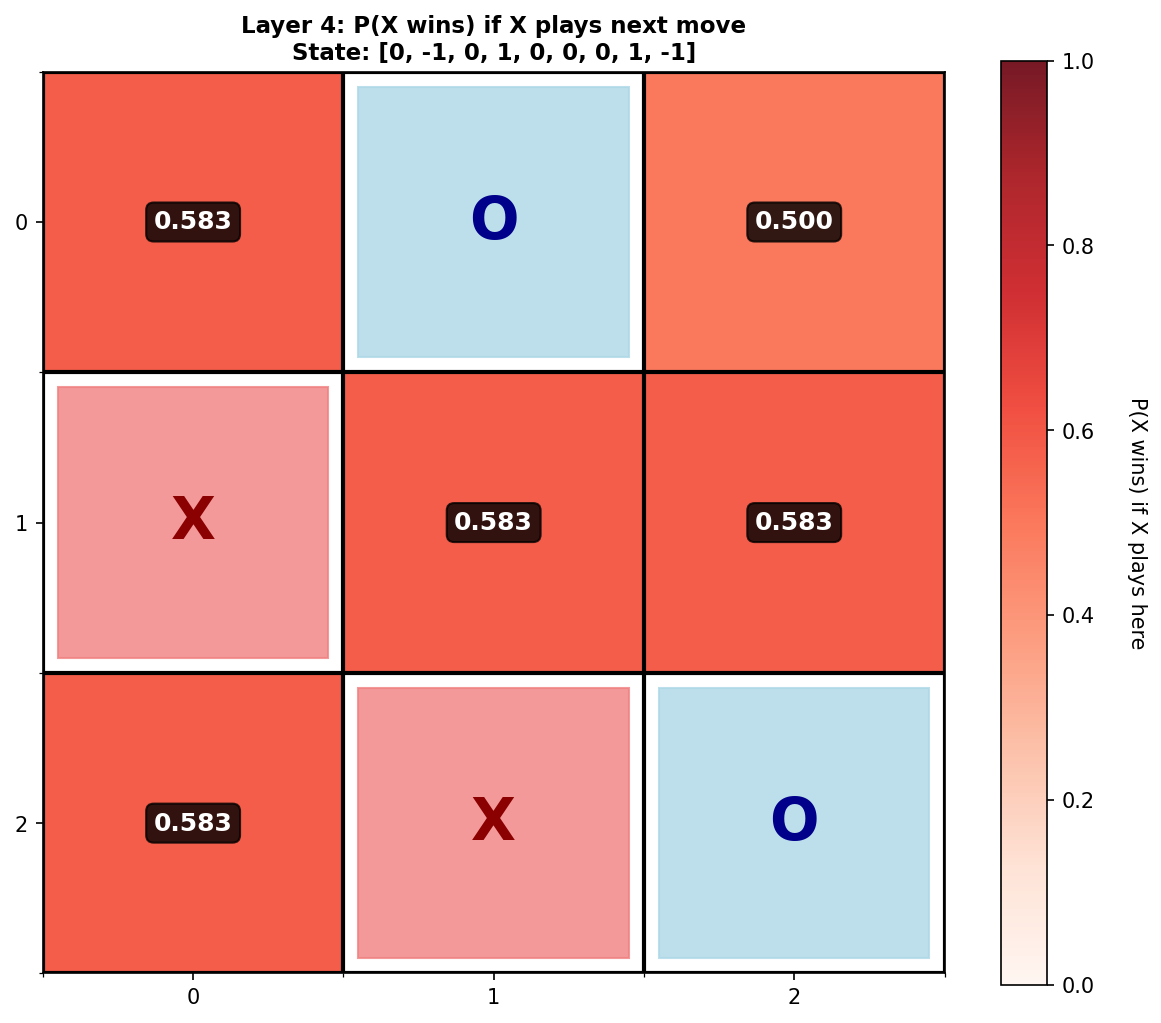 Layer 4: P(X wins) if X plays next move
State: [0, -1, 0, 1, 0, 0, 0, 1, -1]
0
0.583
O
0.500
1
X
0.583
0.583
2
0.583
X
O
0
1
2
1.0
0.8
0.6
0.4
0.2
0.0
P(X wins) if X plays here